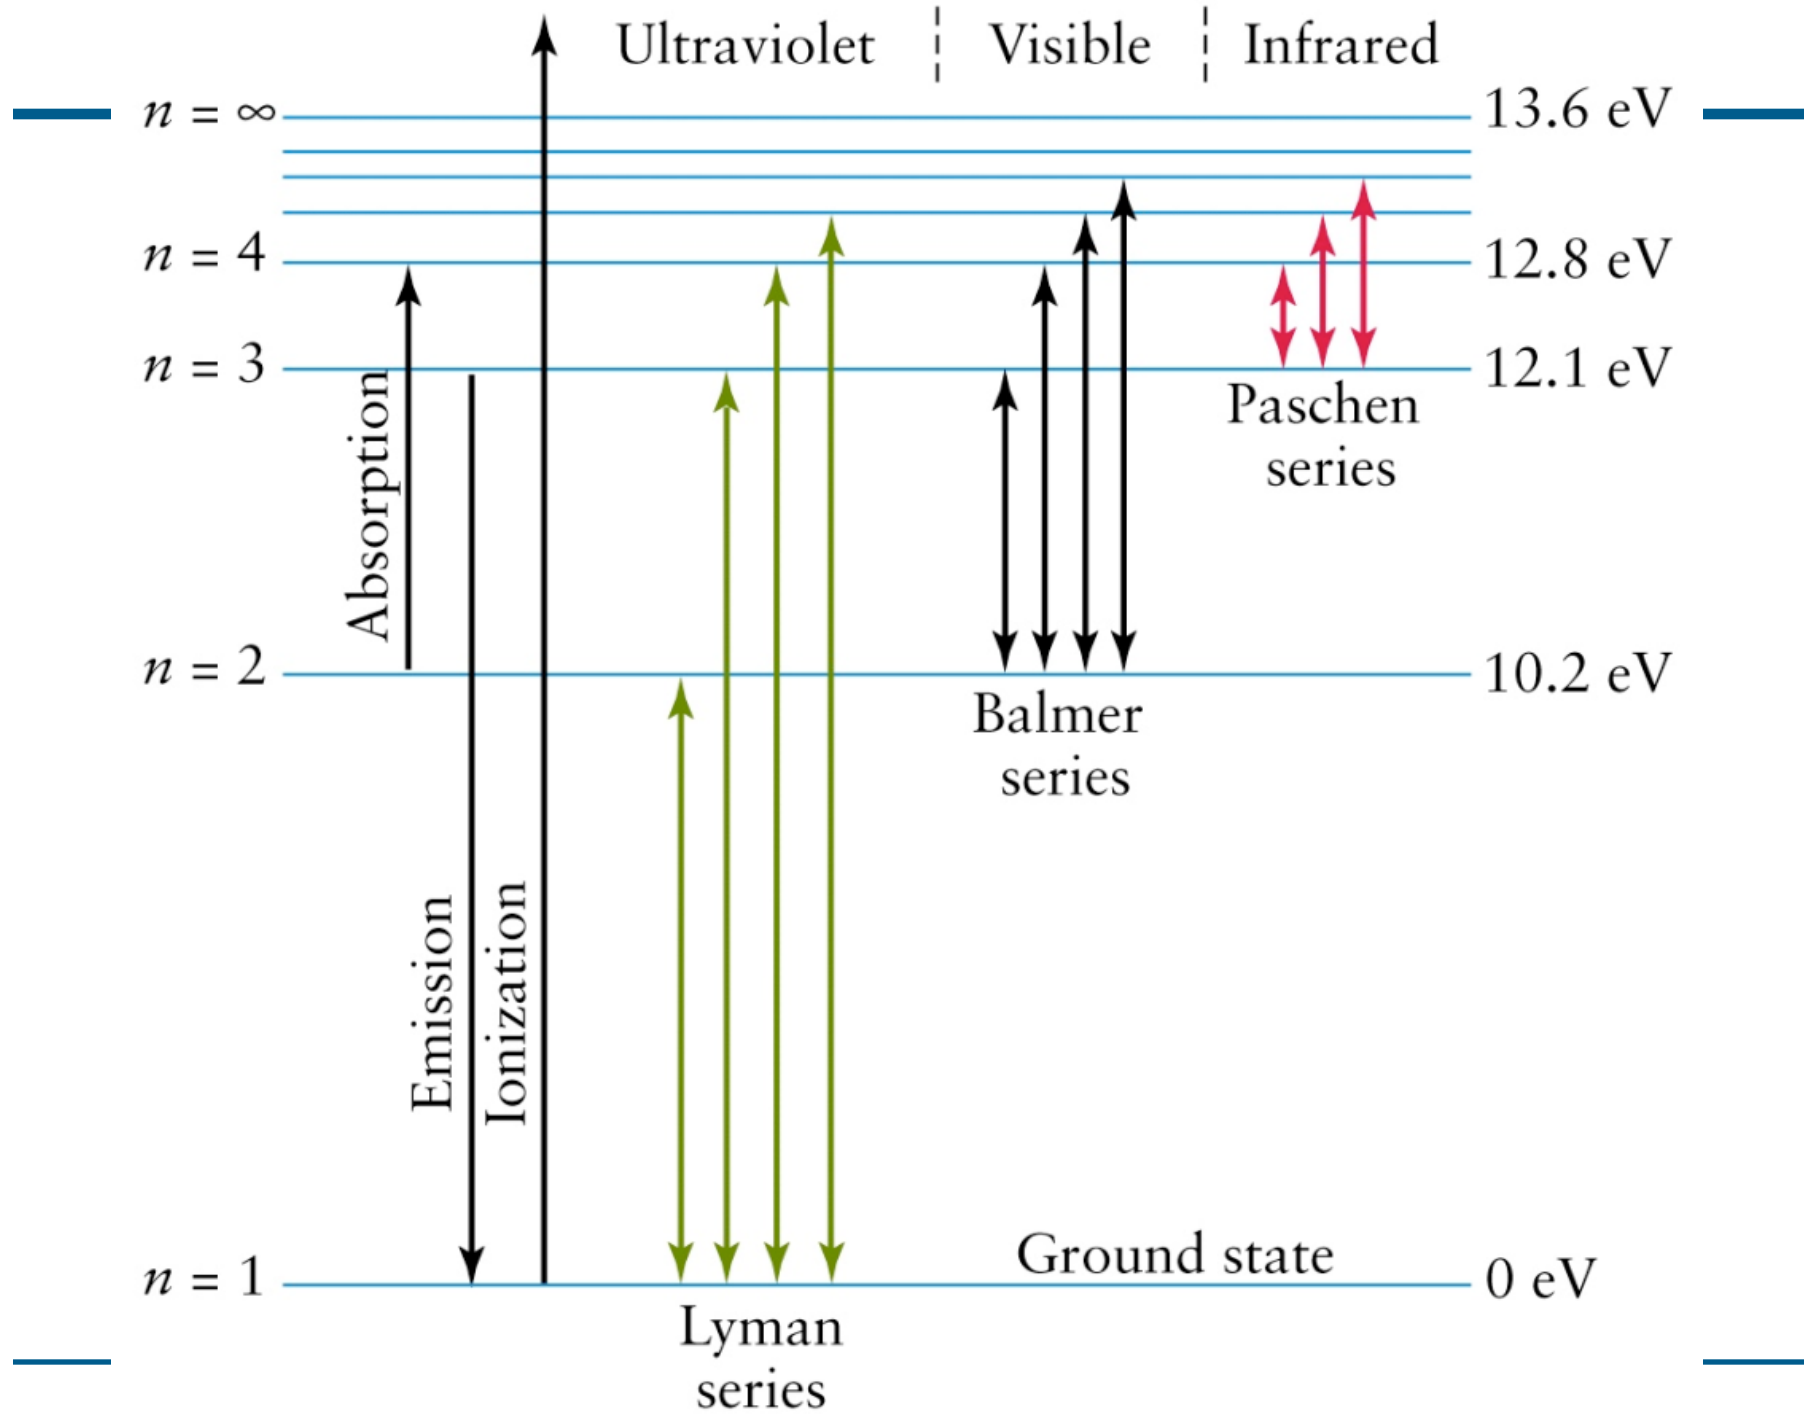 Ultraviolet Visible Infrared
n = ∞ 13.6 eV
n = 4 12.8 eV
n = 3 12.1 eV
Absorption
Paschen
series
n = 2 10.2 eV
Balmer
series
Emission
Ionization
Ground state
n = 1 0 eV
Lyman
series